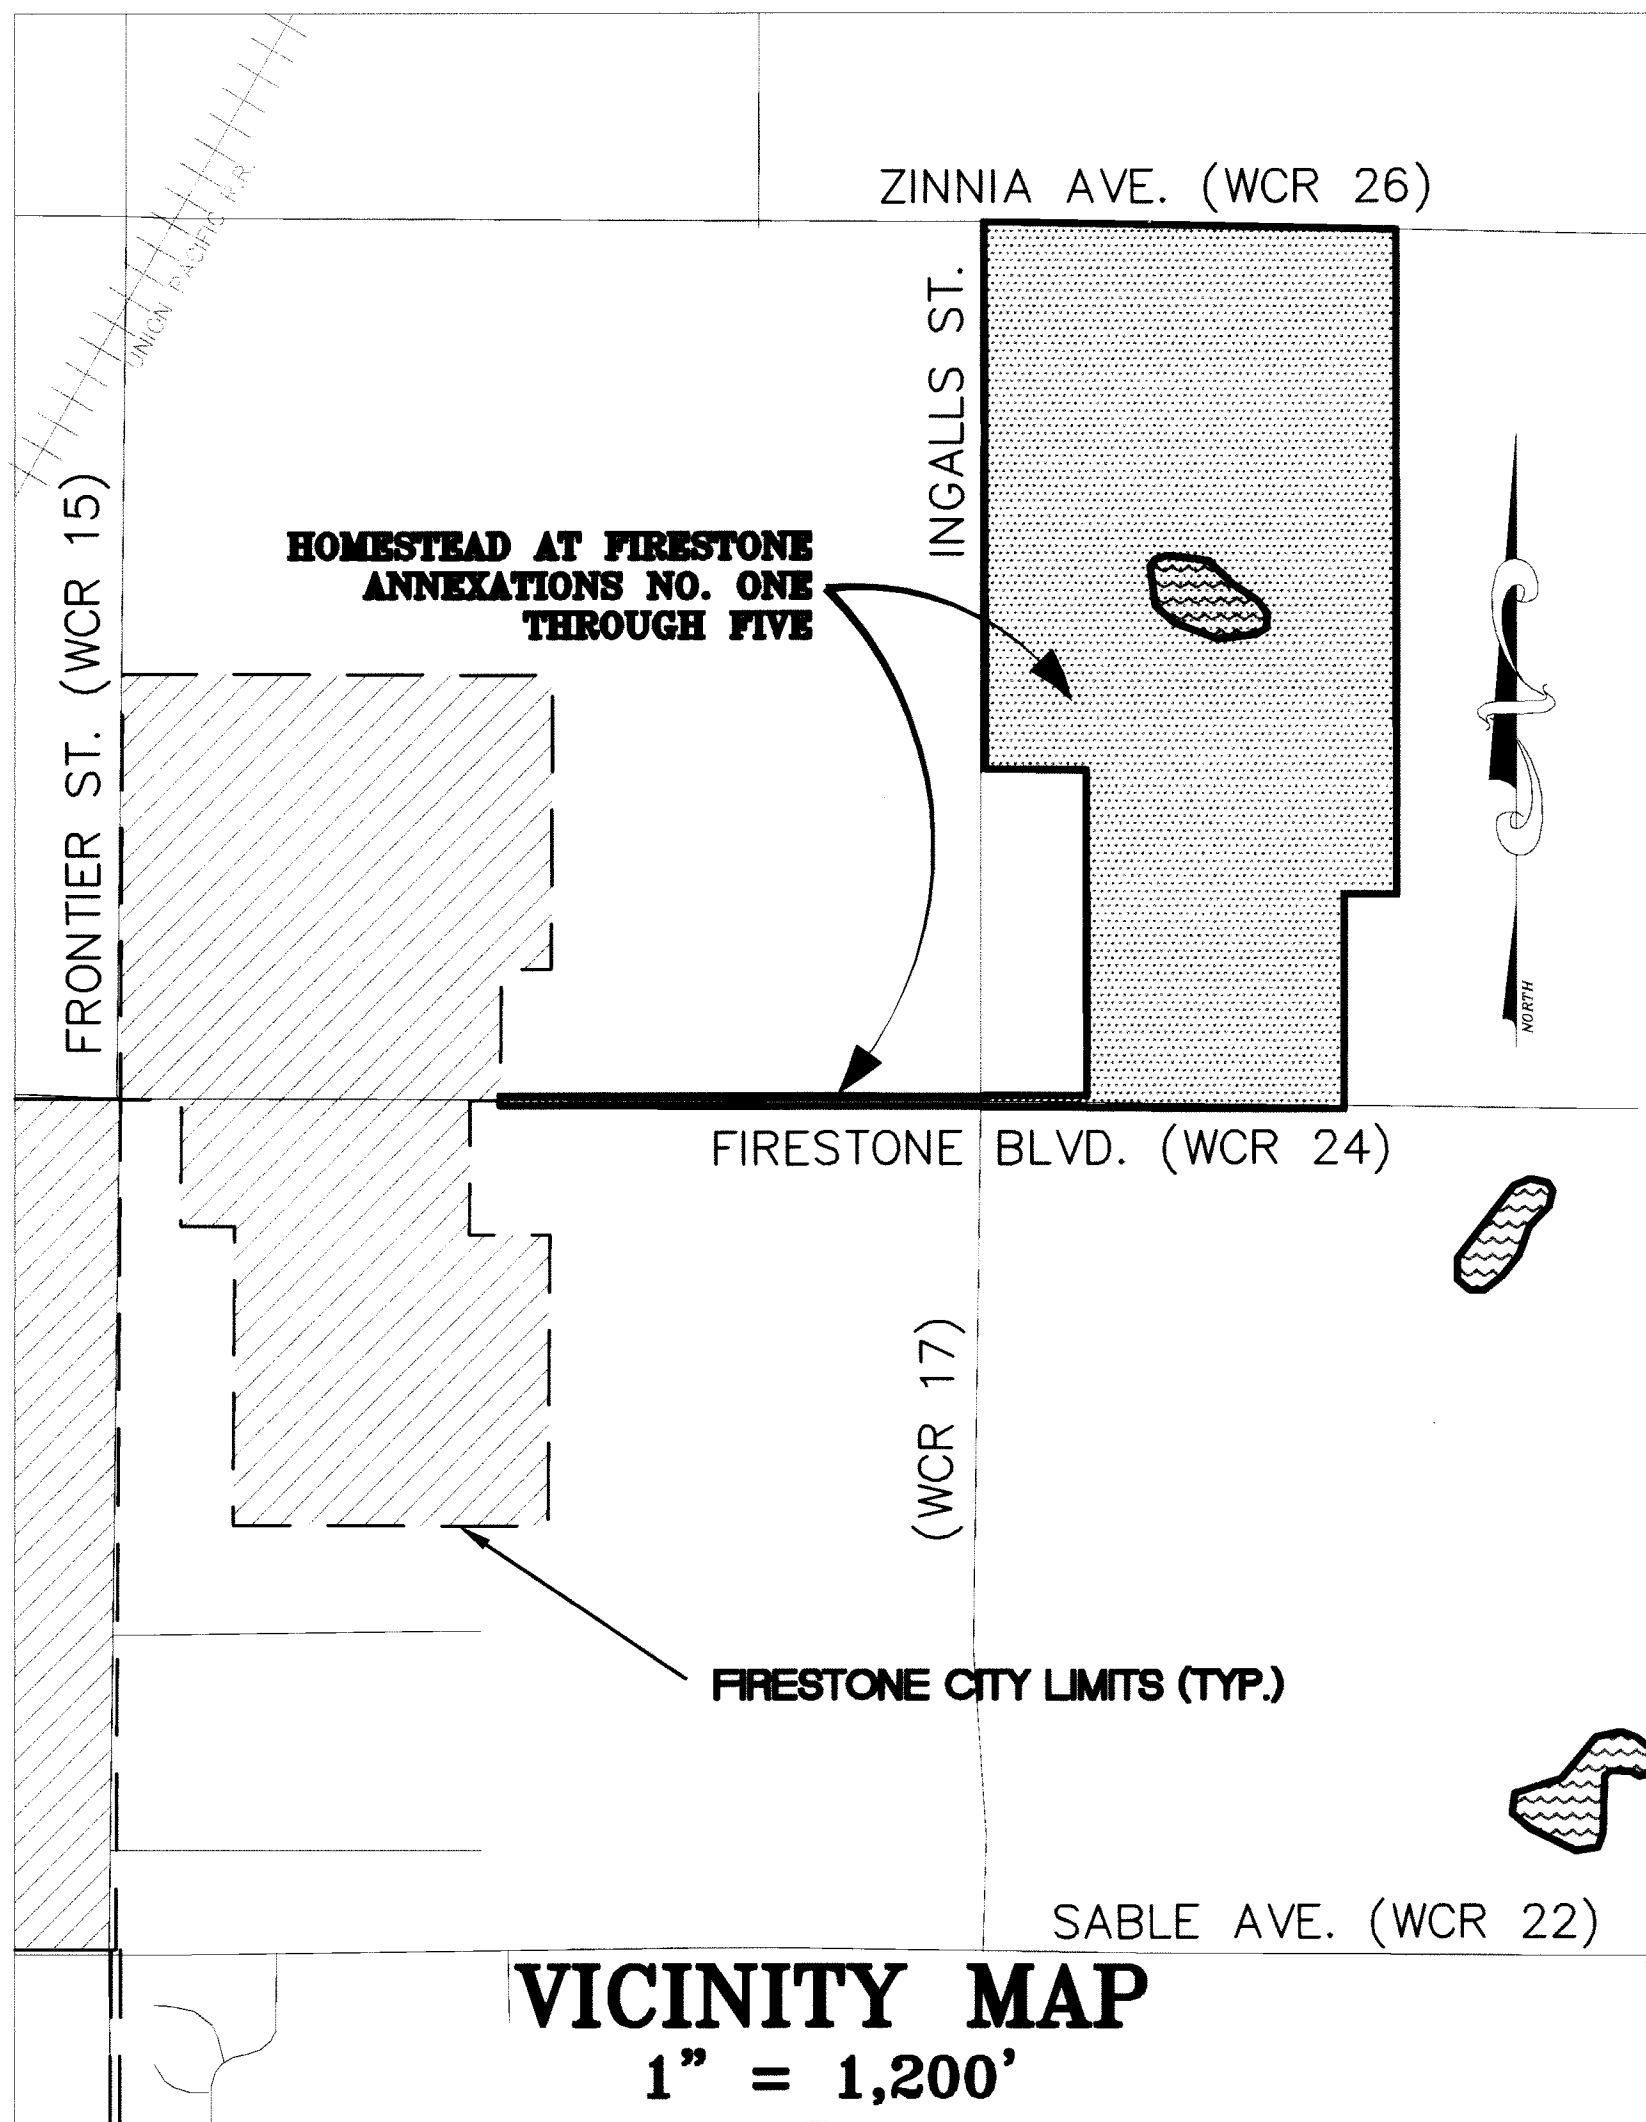 ZINNIA AVE. (WCR 26)
UNION PACIFIC R.R.
INGALLS ST.
FRONTIER ST. (WCR 15)
HOMESTEAD AT FIRESTONE
ANNEXATIONS NO. ONE
THROUGH FIVE
NORTH
FIRESTONE BLVD. (WCR 24)
(WCR 17)
FIRESTONE CITY LIMITS (TYP.)
SABLE AVE. (WCR 22)
VICINITY MAP
1" = 1,200'